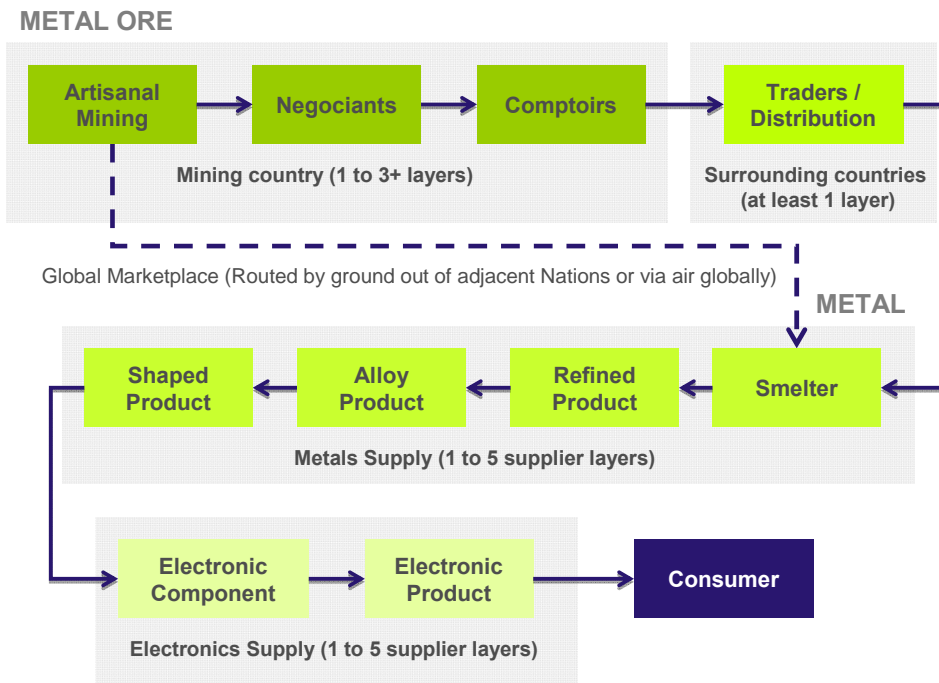 METAL ORE
Artisanal
Mining
Negociants
Comptoirs
Traders /
Distribution
Mining country (1 to 3+ layers)
Surrounding countries
(at least 1 layer)
Global Marketplace (Routed by ground out of adjacent Nations or via air globally)
METAL
Shaped
Product
Alloy
Product
Refined
Product
Smelter
Metals Supply (1 to 5 supplier layers)
Electronic
Component
Electronic
Product
Consumer
Electronics Supply (1 to 5 supplier layers)